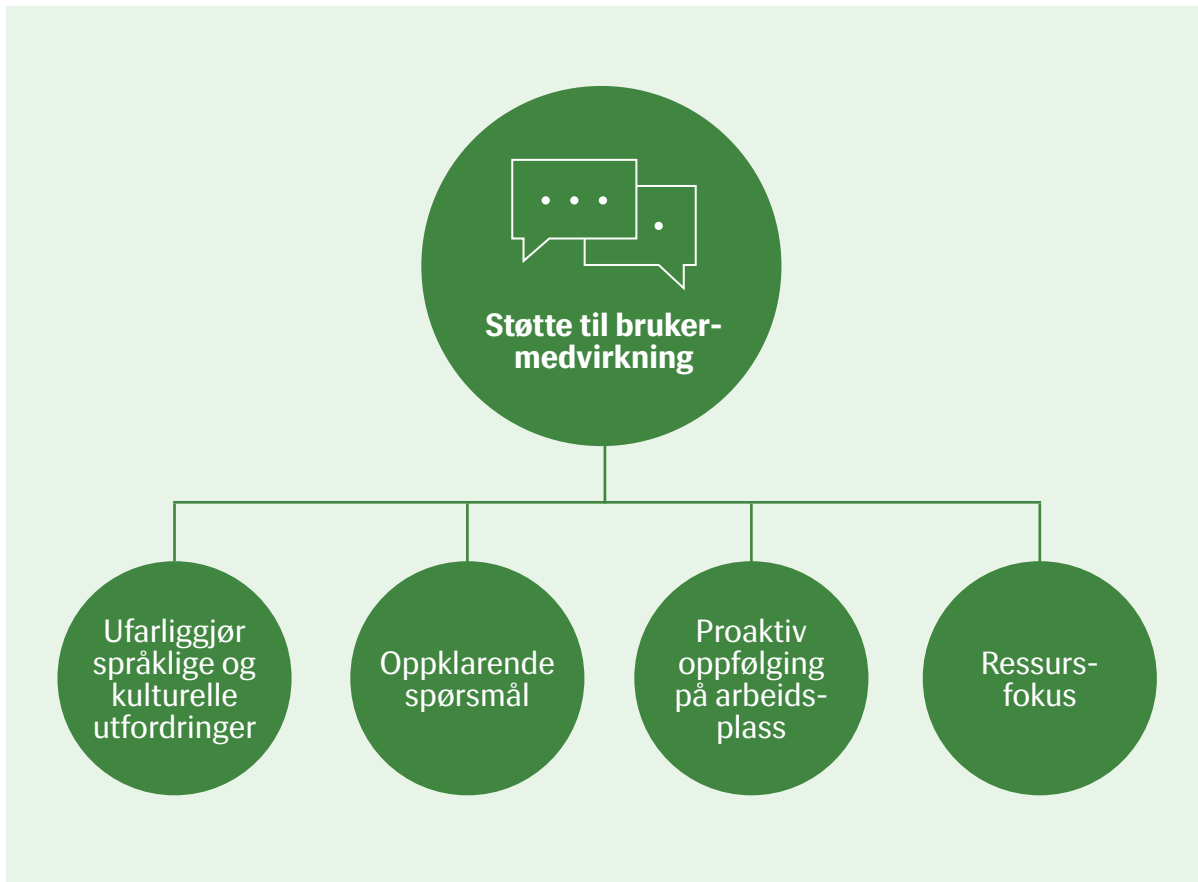 Støtte til bruker-
medvirkning
Ufarliggjør
språklige og
kulturelle
utfordringer
Oppklarende
spørsmål
Proaktiv
oppfølging
på arbeids-
plass
Ressurs-
fokus